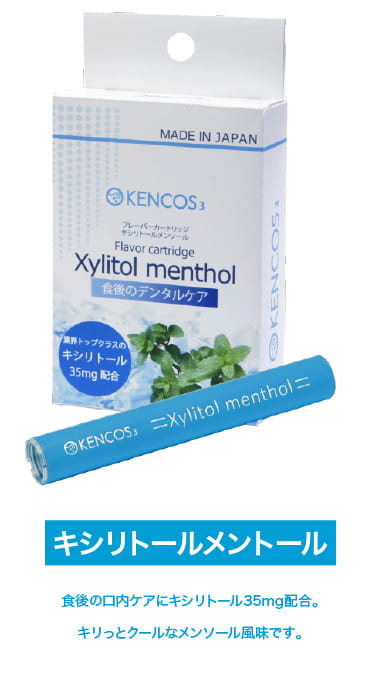 MADE IN JAPAN
KENCOS3
フレーバーカートリッジ
キシリトールメンソール
Flavor cartridge
Xylitol menthol
食後のデンタルケア
業界トップクラスの
キシリトール
35mg 配合
KENCOS3
KENCOS3 =Xylitol menthol=
キシリトールメントール
食後の口内ケアにキシリトール35mg配合。
キリっとクールなメンソール風味です。